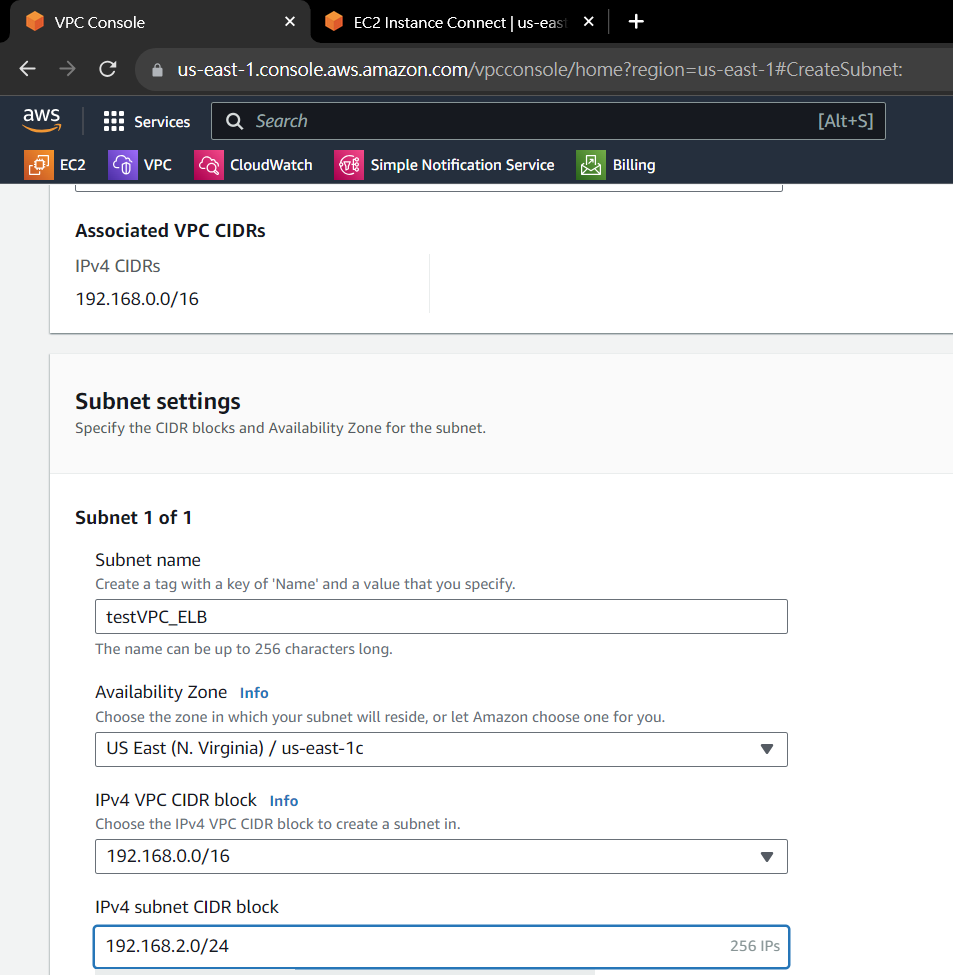 VPC Console
EC2 Instance Connect | us-east
us-east-1.console.aws.amazon.com/vpcconsole/home?region=us-east-1#CreateSubnet:
aws
Services
Search
[Alt+S]
EC2
VPC
CloudWatch
Simple Notification Service
Billing
Associated VPC CIDRs
IPv4 CIDRs
192.168.0.0/16
Subnet settings
Specify the CIDR blocks and Availability Zone for the subnet.
Subnet 1 of 1
Subnet name
Create a tag with a key of 'Name' and a value that you specify.
testVPC_ELB
The name can be up to 256 characters long.
Availability Zone Info
Choose the zone in which your subnet will reside, or let Amazon choose one for you.
US East (N. Virginia) / us-east-1c
IPv4 VPC CIDR block Info
Choose the IPv4 VPC CIDR block to create a subnet in.
192.168.0.0/16
IPv4 subnet CIDR block
192.168.2.0/24
256 IPs